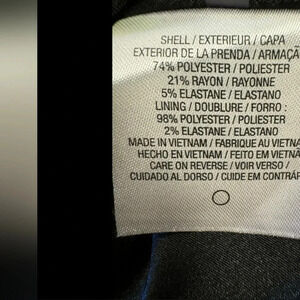 SHELL / EXTERIEUR / CAPA
EXTERIOR DE LA PRENDA / ARMAÇÃ
74% POLYESTER / POLIESTER
21% RAYON / RAYONNE
5% ELASTANE / ELASTANO
LINING / DOUBLURE / FORRO :
98% POLYESTER / POLIESTER
2% ELASTANE / ELASTANO
MADE IN VIETNAM / FABRIQUE AU VIETNA
HECHO EN VIETNAM / FEITO EM VIETNÃ
CARE ON REVERSE / VOIR VERSO /
CUIDADO AL DORSO / CUIDE EM CONTRÁR